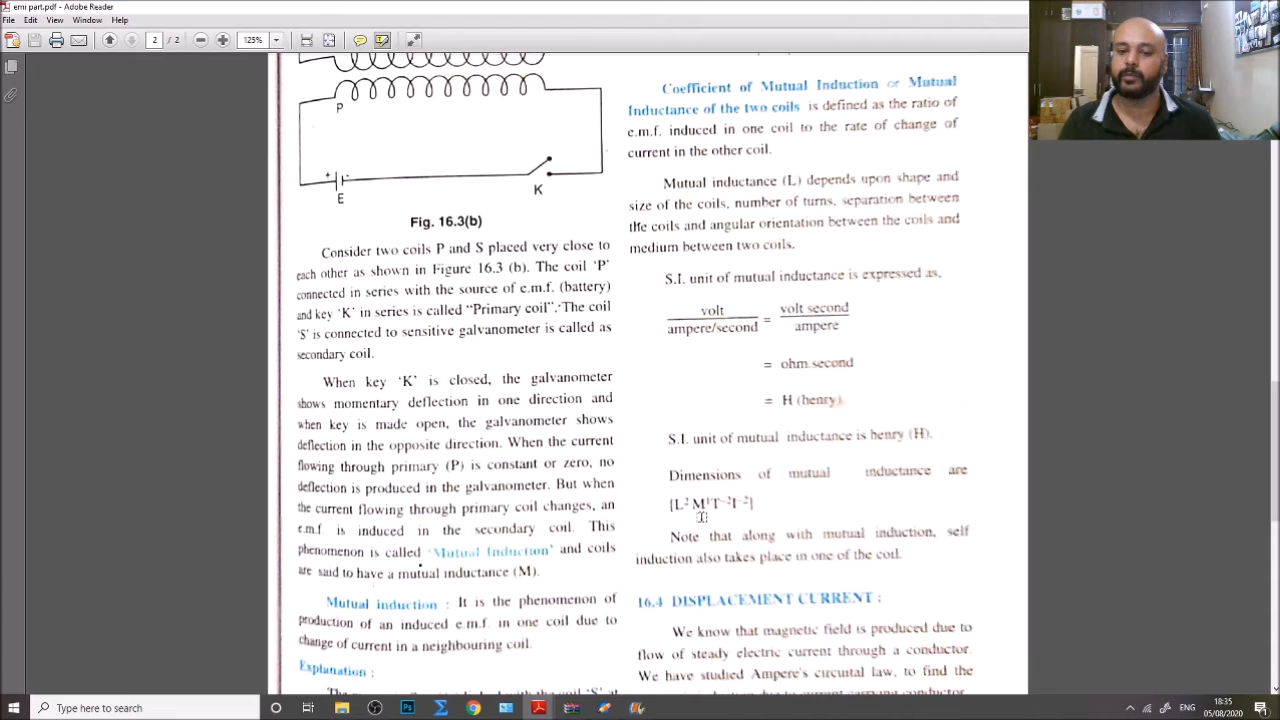 emi part.pdf - Adobe Reader
File Edit View Window Help
2 / 2 125%
P
+
E
K
Fig. 16.3(b)
Consider two coils P and S placed very close to
each other as shown in Figure 16.3 (b). The coil 'P'
connected in series with the source of e.m.f. (battery)
and key 'K' in series is called "Primary coil". The coil
'S' is connected to sensitive galvanometer is called as
secondary coil.
When key 'K' is closed, the galvanometer
shows momentary deflection in one direction and
when key is made open, the galvanometer shows
deflection in the opposite direction. When the current
flowing through primary (P) is constant or zero, no
deflection is produced in the galvanometer. But when
the current flowing through primary coil changes, an
e.m.f. is induced in the secondary coil. This
phenomenon is called 'Mutual Induction' and coils
are said to have a mutual inductance (M).
Mutual induction : It is the phenomenon of
production of an induced e.m.f. in one coil due to
change of current in a neighbouring coil.
Explanation :
Coefficient of Mutual Induction or Mutual
Inductance of the two coils is defined as the ratio of
e.m.f. induced in one coil to the rate of change of
current in the other coil.
Mutual inductance (L) depends upon shape and
size of the coils, number of turns, separation between
the coils and angular orientation between the coils and
medium between two coils.
S.I. unit of mutual inductance is expressed as,
volt / ampere/second = volt second / ampere
= ohm.second
= H (henry)
S.I. unit of mutual inductance is henry (H).
Dimensions of mutual inductance are
[L² M¹T⁻²I⁻²]
Note that along with mutual induction, self
induction also takes place in one of the coil.
16.4 DISPLACEMENT CURRENT :
We know that magnetic field is produced due to
flow of steady electric current through a conductor.
We have studied Ampere's circuital law, to find the
Type here to search
18:35
05/08/2020